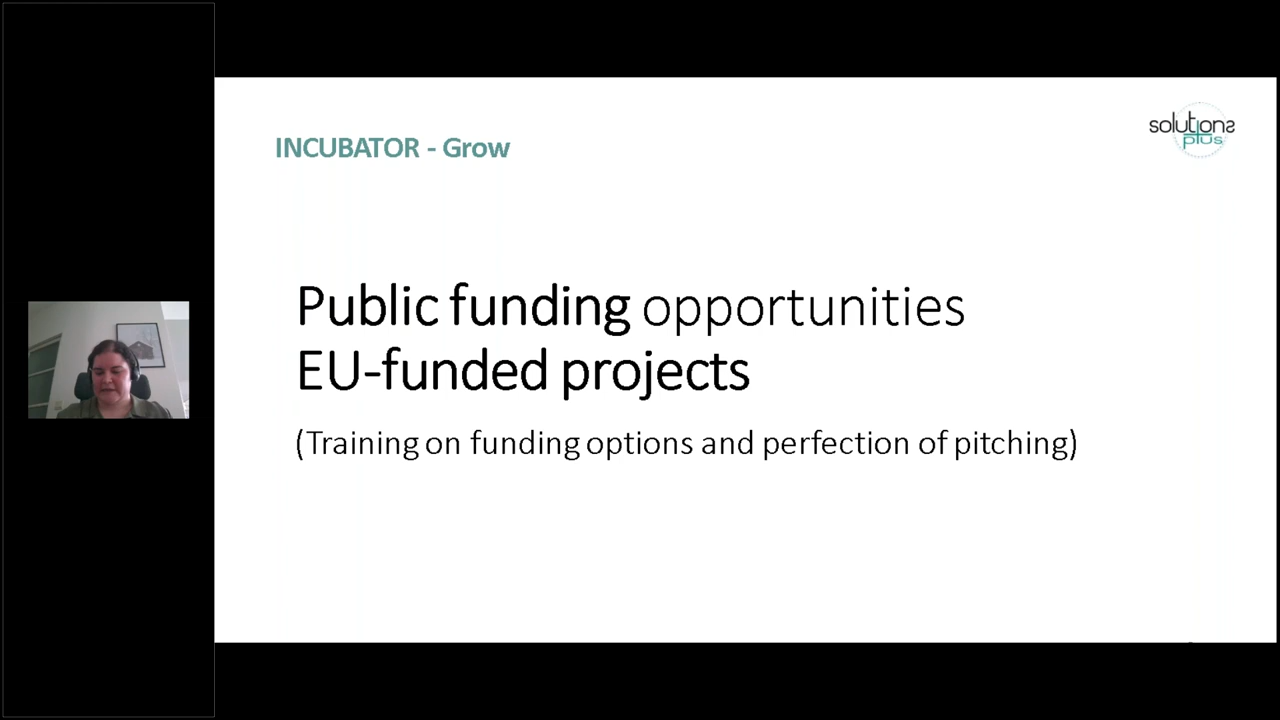 INCUBATOR - Grow
solutions
plus
Public funding opportunities
EU-funded projects
(Training on funding options and perfection of pitching)